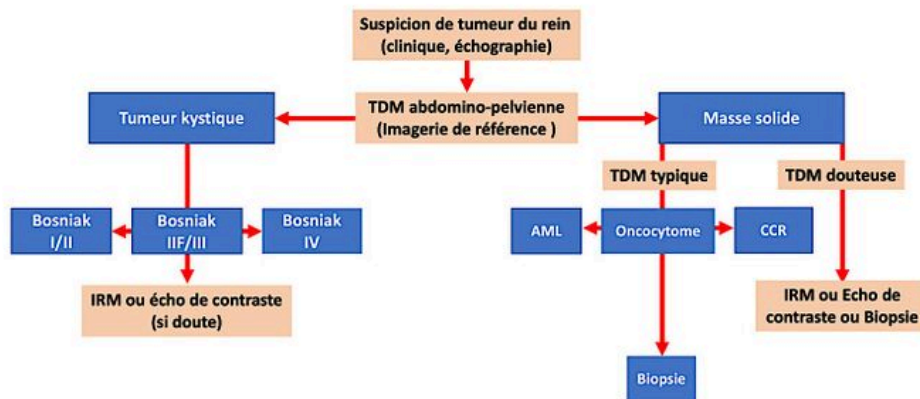 Suspicion de tumeur du rein
(clinique, échographie)
Tumeur kystique
TDM abdomino-pelvienne
(Imagerie de référence )
Masse solide
TDM typique
TDM douteuse
Bosniak
I/II
Bosniak
IIF/III
Bosniak
IV
AML
Oncocytome
CCR
IRM ou écho de contraste
(si doute)
IRM ou Echo de
contraste ou Biopsie
Biopsie